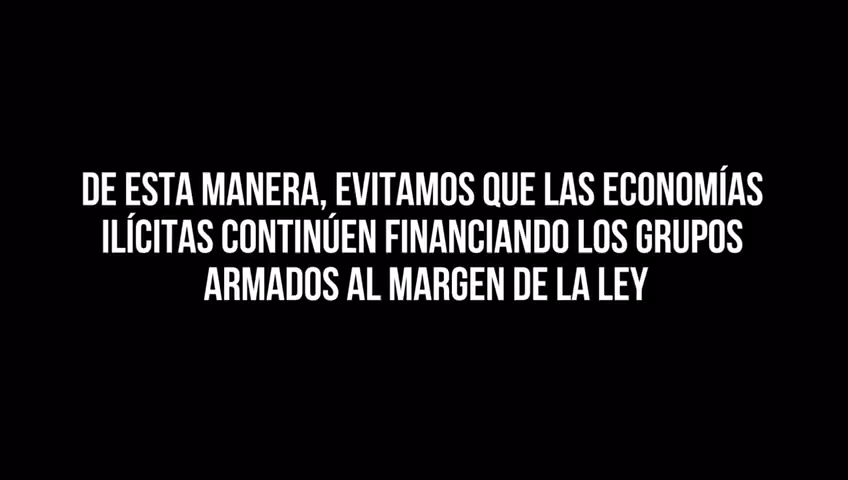 DE ESTA MANERA, EVITAMOS QUE LAS ECONOMÍAS
ILÍCITAS CONTINÚEN FINANCIANDO LOS GRUPOS
ARMADOS AL MARGEN DE LA LEY